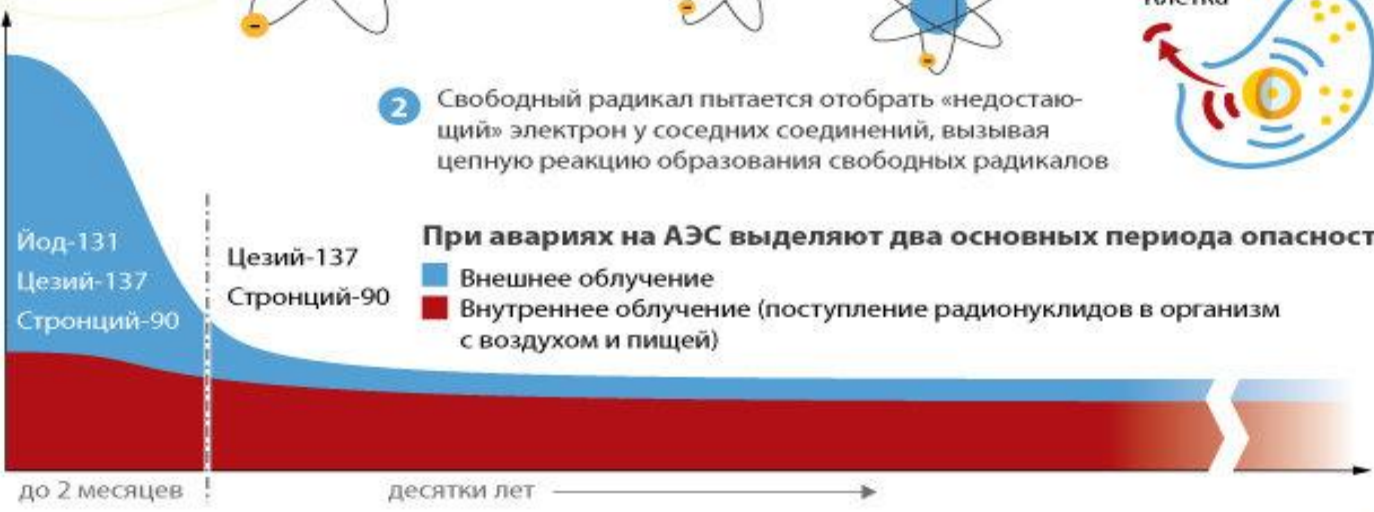 клетка
2
Свободный радикал пытается отобрать «недостаю-
щий» электрон у соседних соединений, вызывая
цепную реакцию образования свободных радикалов
При авариях на АЭС выделяют два основных периода опасност
Внешнее облучение
Внутреннее облучение (поступление радионуклидов в организм
с воздухом и пищей)
Йод-131
Цезий-137
Стронций-90
Цезий-137
Стронций-90
до 2 месяцев
десятки лет